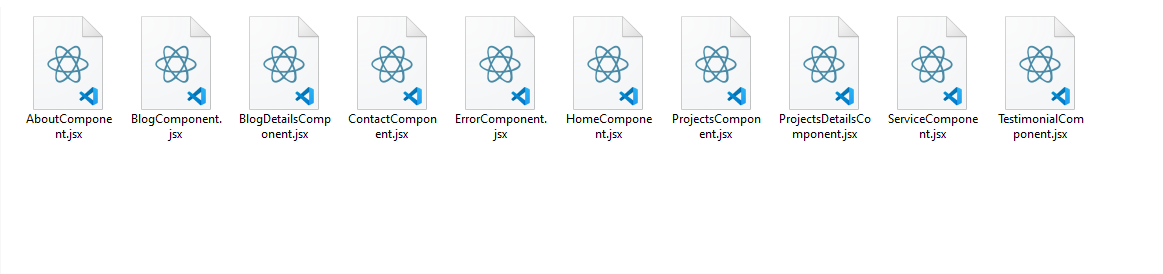 AboutCompone
nt.jsx
BlogComponent.
jsx
BlogDetailsComp
onent.jsx
ContactCompon
ent.jsx
ErrorComponent.
jsx
HomeCompone
nt.jsx
ProjectsCompon
ent.jsx
ProjectsDetailsCo
mponent.jsx
ServiceCompone
nt.jsx
TestimonialCom
ponent.jsx